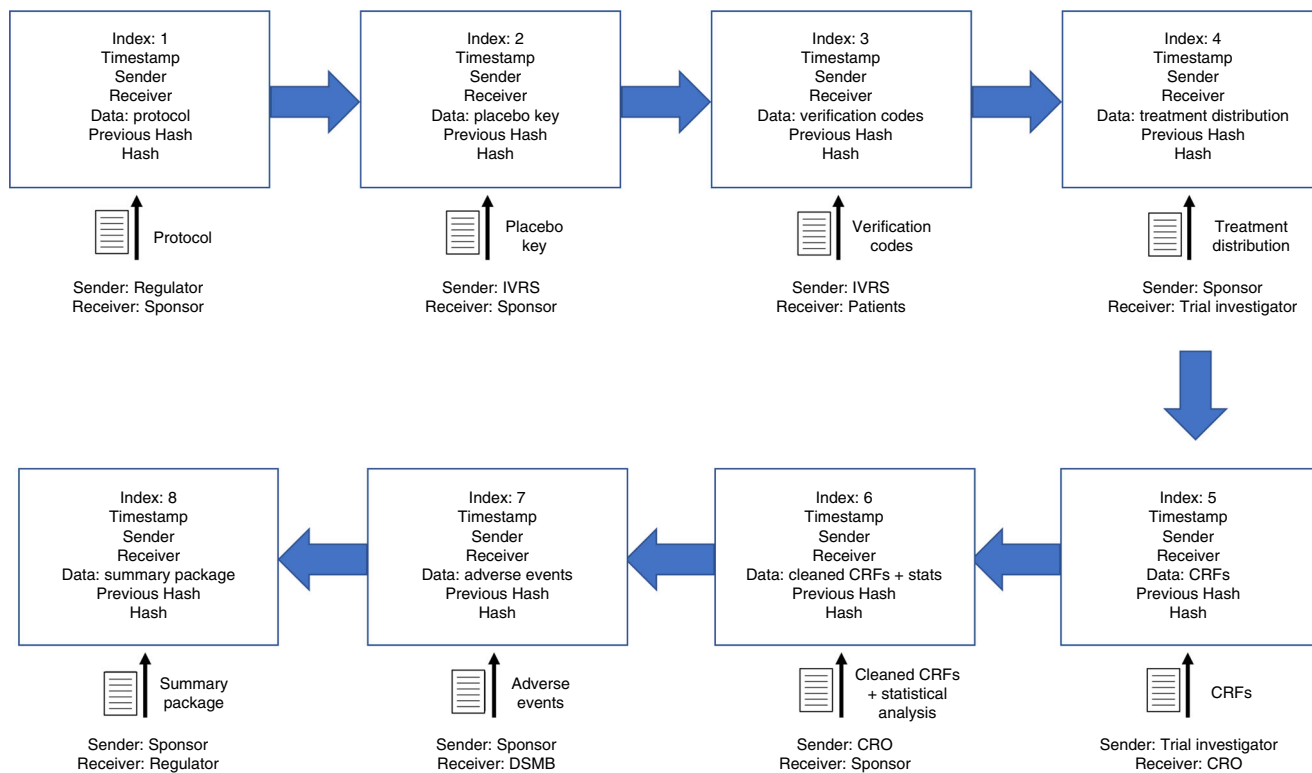 Index: 1
Timestamp
Sender
Receiver
Data: protocol
Previous Hash
Hash
Protocol
Sender: Regulator
Receiver: Sponsor
Index: 2
Timestamp
Sender
Receiver
Data: placebo key
Previous Hash
Hash
Placebo
key
Sender: IVRS
Receiver: Sponsor
Index: 3
Timestamp
Sender
Receiver
Data: verification codes
Previous Hash
Hash
Verification
codes
Sender: IVRS
Receiver: Patients
Index: 4
Timestamp
Sender
Receiver
Data: treatment distribution
Previous Hash
Hash
Treatment
distribution
Sender: Sponsor
Receiver: Trial investigator
Index: 5
Timestamp
Sender
Receiver
Data: CRFs
Previous Hash
Hash
CRFs
Sender: Trial investigator
Receiver: CRO
Index: 6
Timestamp
Sender
Receiver
Data: cleaned CRFs + stats
Previous Hash
Hash
Cleaned CRFs
+ statistical
analysis
Sender: CRO
Receiver: Sponsor
Index: 7
Timestamp
Sender
Receiver
Data: adverse events
Previous Hash
Hash
Adverse
events
Sender: Sponsor
Receiver: DSMB
Index: 8
Timestamp
Sender
Receiver
Data: summary package
Previous Hash
Hash
Summary
package
Sender: Sponsor
Receiver: Regulator